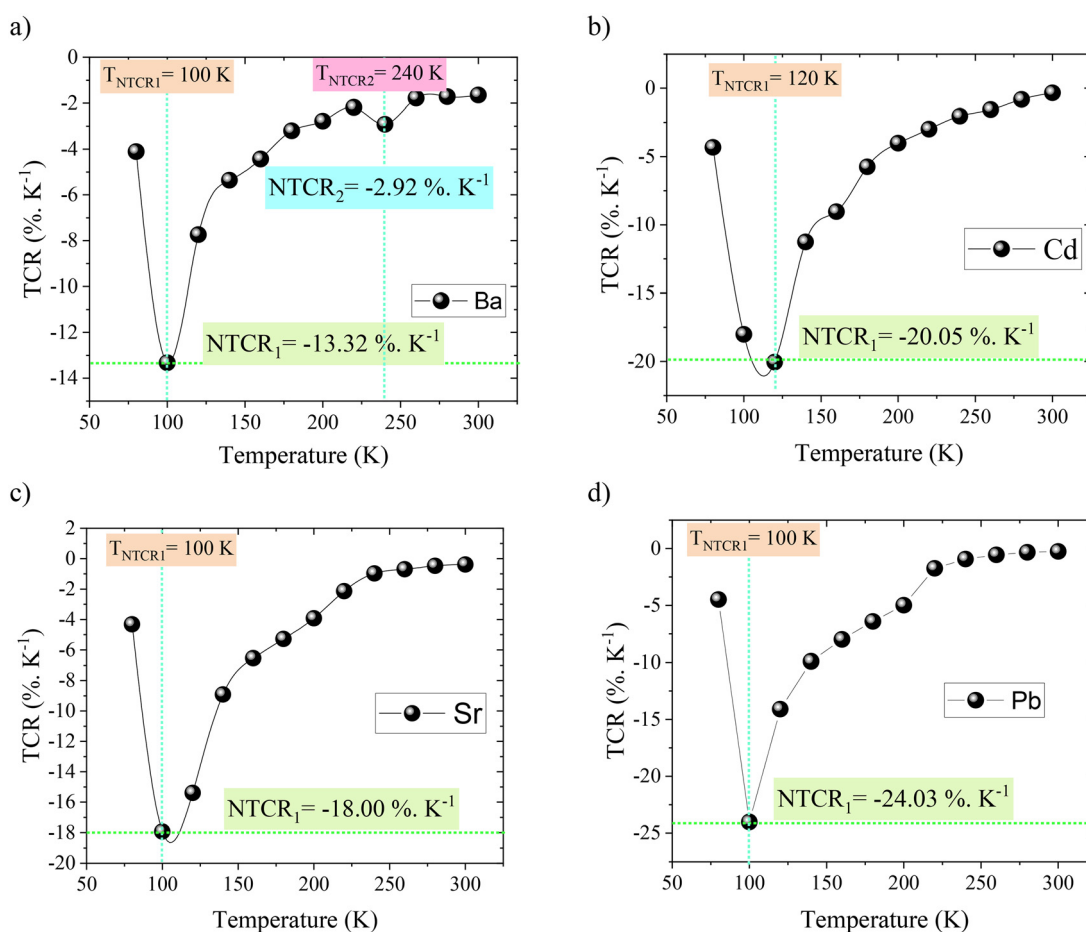 a)
T_NTCR1= 100 K
T_NTCR2= 240 K
NTCR₂= -2.92 %. K⁻¹
NTCR₁= -13.32 %. K⁻¹
Ba
TCR (%. K⁻¹)
0
-2
-4
-6
-8
-10
-12
-14
50 100 150 200 250 300
Temperature (K)
b)
T_NTCR1= 120 K
NTCR₁= -20.05 %. K⁻¹
Cd
TCR (%. K⁻¹)
0
-5
-10
-15
-20
50 100 150 200 250 300
Temperature (K)
c)
T_NTCR1= 100 K
NTCR₁= -18.00 %. K⁻¹
Sr
TCR (%. K⁻¹)
2
0
-2
-4
-6
-8
-10
-12
-14
-16
-18
-20
50 100 150 200 250 300
Temperature (K)
d)
T_NTCR1= 100 K
NTCR₁= -24.03 %. K⁻¹
Pb
TCR (%. K⁻¹)
0
-5
-10
-15
-20
-25
50 100 150 200 250 300
Temperature (K)